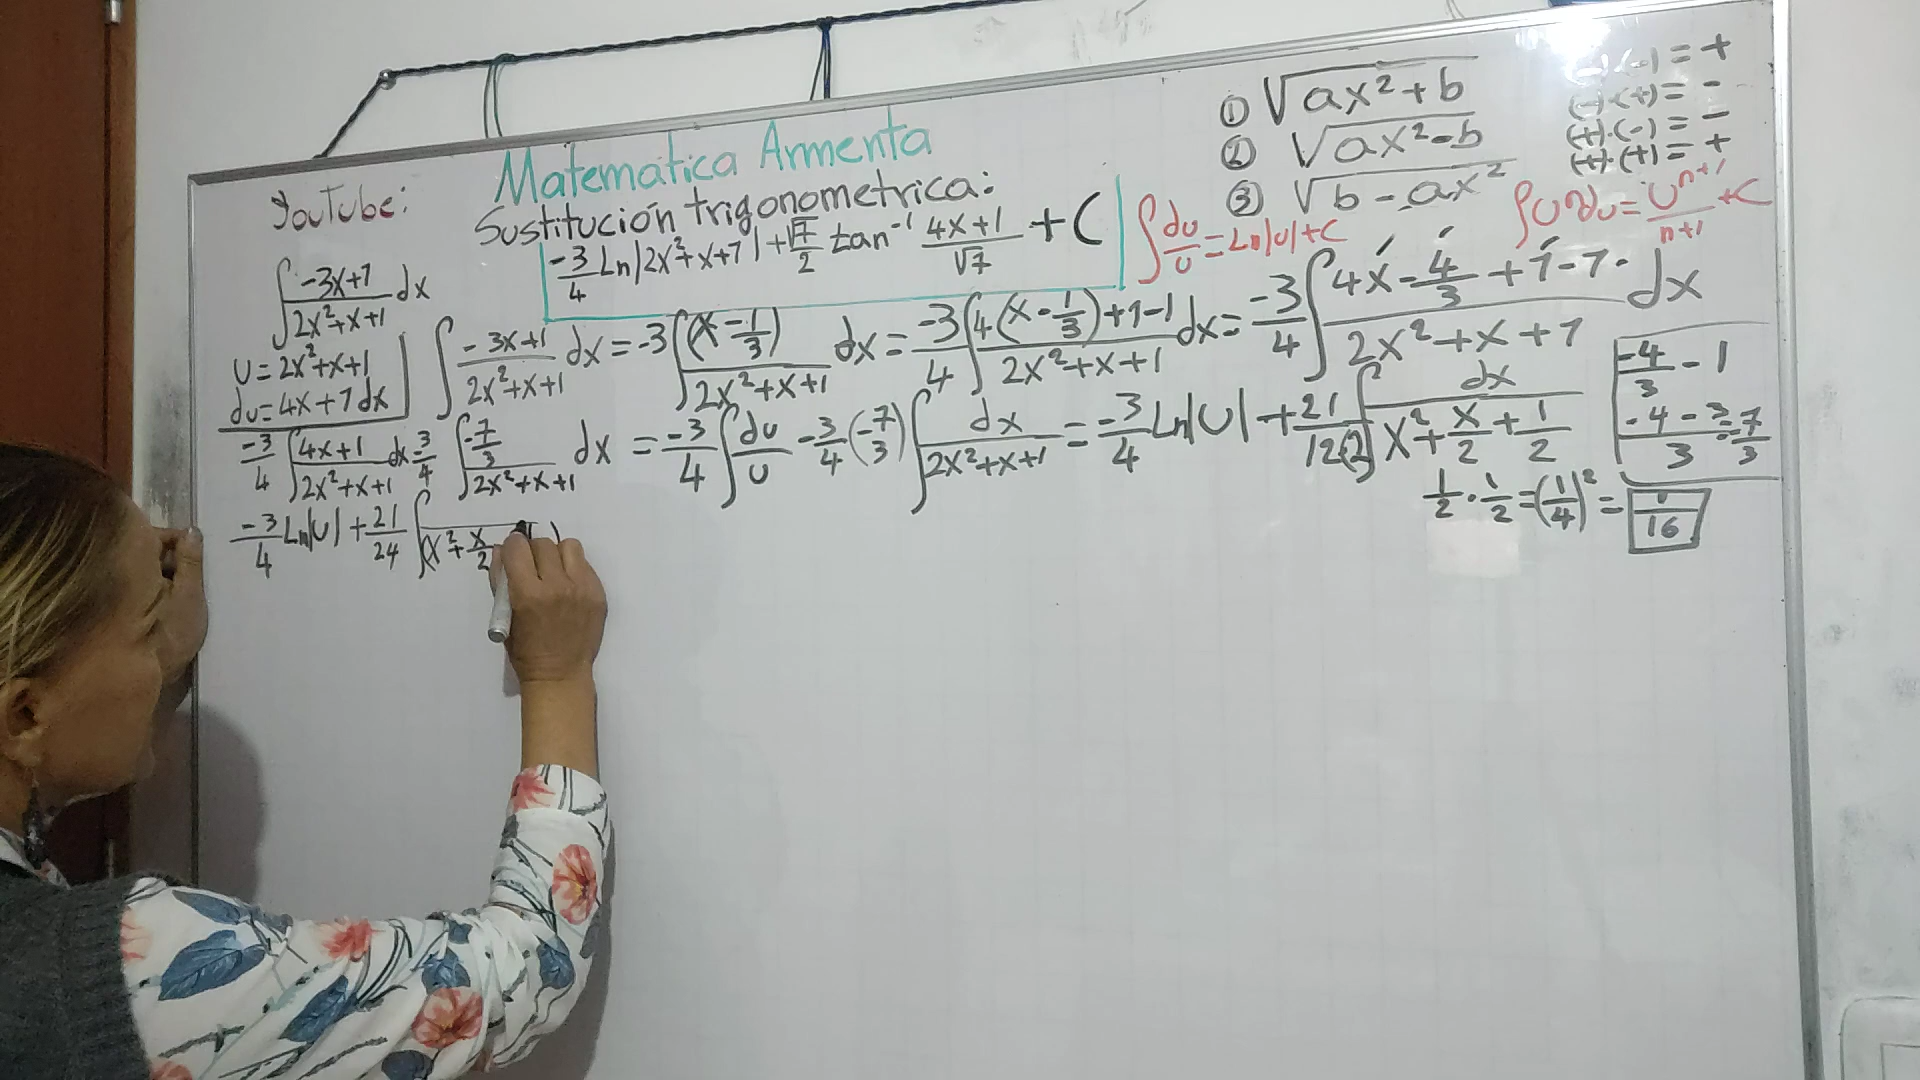 YouTube:
Matematica Armenta
Sustitución trigonometrica:
-3/4 Ln|2x²+x+7| + √7/2 tan⁻¹ (4x+1)/√7 + C
① √(ax²+b)
② √(ax²-b)
③ √(b-ax²)
(-)·(+) = -
(+)·(-) = -
(+)·(+) = +
∫ du/u = Ln|u|+C
∫ -3x+1/2x²+x+1 dx
U = 2x²+x+1
du = 4x+1 dx
∫ (-3x+1)/(2x²+x+1) dx = -3 ∫ (x - 1/3)/(2x²+x+1) dx = -3/4 ∫ (4(x - 1/3)+1-1)/(2x²+x+1) dx = -3/4 ∫ (4x - 4/3 + 1 - 1)/(2x²+x+1) dx
-4/3 - 1
(-4-3)/3 = -7/3
-3/4 ∫ (4x+1)/(2x²+x+1) dx -3/4 ∫ (-7/3)/(2x²+x+1) dx = -3/4 ∫ du/u - 3/4 (-7/3) ∫ dx/(2x²+x+1) = -3/4 Ln|U| + 21/12(2) ∫ dx/(x²+x/2+1/2)
1/2 · 1/2 = (1/4)² = 1/16
-3/4 Ln|U| + 21/24 ∫ (x²+x/2